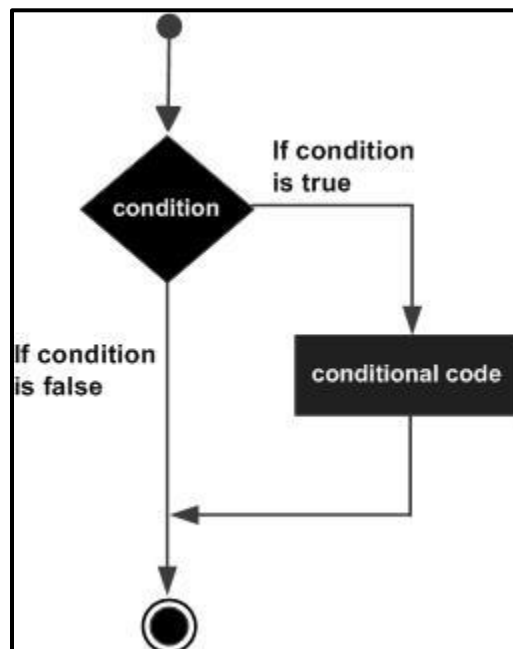 If condition
is true
condition
If condition
is false
conditional code